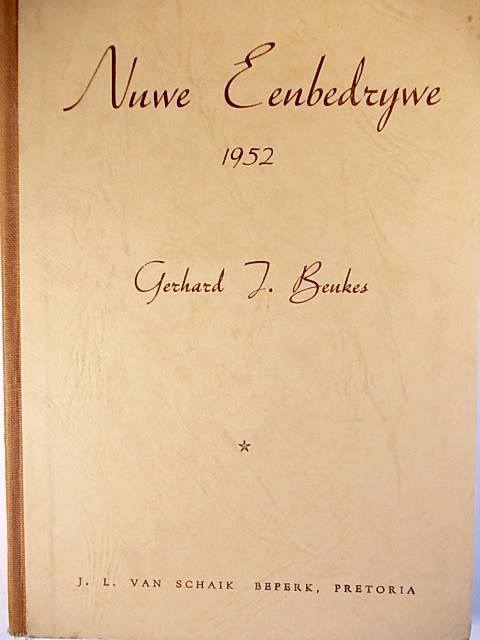 Nuwe Eenbedrywe
1952
Gerhard J. Beukes
J. L. VAN SCHAIK BEPERK, PRETORIA